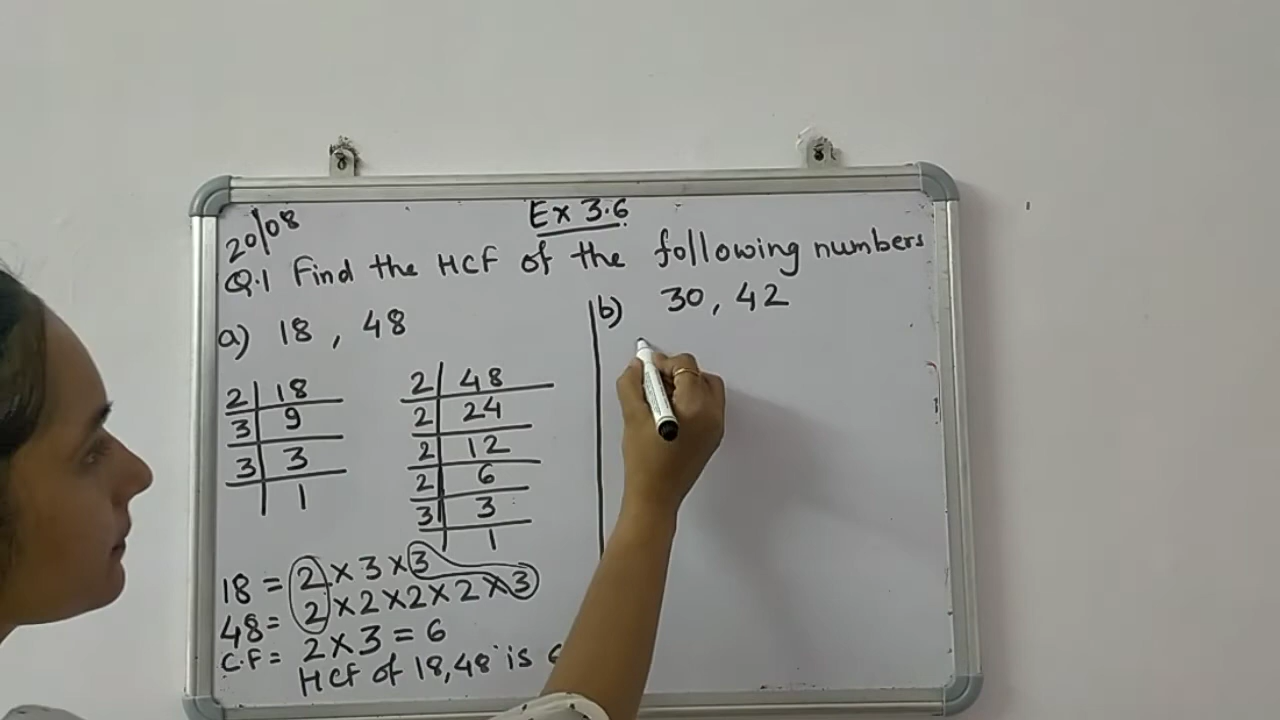 20/08
Ex 3.6
Q.1 Find the HCF of the following numbers
a) 18 , 48
2 18
3 9
3 3
1
2 48
2 24
2 12
2 6
3 3
1
18 = 2 × 3 × 3
48 = 2 × 2 × 2 × 2 × 3
C.F = 2 × 3 = 6
HCF of 18,48 is
b) 30, 42